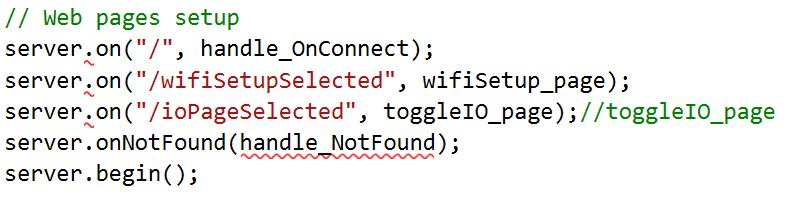 // Web pages setup
server.on("/", handle_OnConnect);
server.on("/wifiSetupSelected", wifiSetup_page);
server.on("/ioPageSelected", toggleIO_page);//toggleIO_page
server.onNotFound(handle_NotFound);
server.begin();